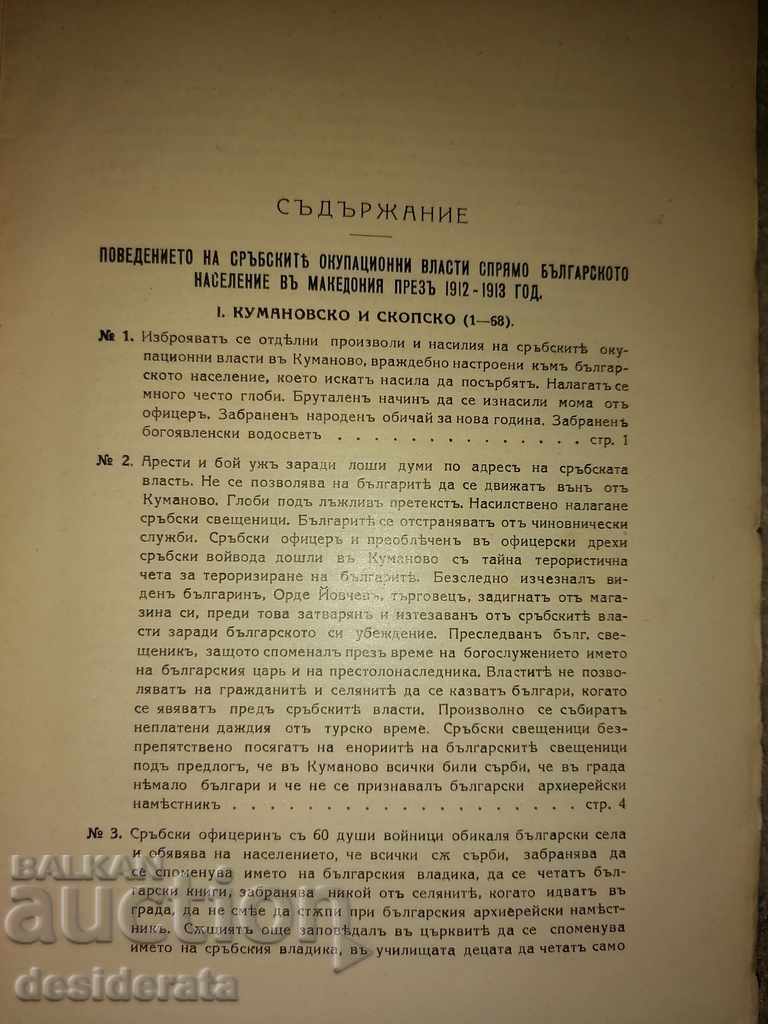 СЪДЪРЖАНИЕ
ПОВЕДЕНИЕТО НА СРЪБСКИТѢ ОКУПАЦИОННИ ВЛАСТИ СПРЯМО БЪЛГАРСКОТО
НАСЕЛЕНИЕ ВЪ МАКЕДОНИЯ ПРЕЗЪ 1912-1913 ГОД.
I. КУМАНОВСКО И СКОПСКО (1—68).
№ 1. Изброяватъ се отдѣлни произволи и насилия на сръбскитѣ оку-
пационни власти въ Куманово, враждебно настроени къмъ българ-
ското население, което искатъ насила да посърбятъ. Налагатъ се
много често глоби. Бруталенъ начинъ да се изнасили мома отъ
офицеръ. Забраненъ народенъ обичай за нова година. Забраненъ
богоявленски водосветъ . . . . . . . . . . . . . . . стр. 1
№ 2. Арести и бой ужъ заради лоши думи по адресъ на сръбската
власть. Не се позволява на българитѣ да се движатъ вънъ отъ
Куманово. Глоби подъ лъжливъ претекстъ. Насилствено налагане
сръбски свещеници. Българитѣ се отстраняватъ отъ чиновнически
служби. Сръбски офицеръ и преоблѣченъ въ офицерски дрехи
сръбски войвода дошли въ Куманово съ тайна терористична
чета за тероризиране на българитѣ. Безследно изчезналъ ви-
денъ българинъ, Орде Йовчевъ, търговецъ, задигнатъ отъ мага-
зина си, преди това затварянъ и изтезаванъ отъ сръбскитѣ вла-
сти заради българското си убеждение. Преследванъ бълг. све-
щеникъ, защото споменалъ презъ време на богослужението името
на българския царь и на престолонаследника. Властитѣ не позво-
ляватъ на гражданитѣ и селянитѣ да се казватъ българи, когато
се явяватъ предъ сръбскитѣ власти. Произволно се събиратъ
неплатени даждия отъ турско време. Сръбски свещеници без-
препятствено посягатъ на енориитѣ на българскитѣ свещеници
подъ предлогъ, че въ Куманово всички били сърби, че въ града
нѣмало българи и че не се признавалъ български архиерейски
намѣстникъ . . . . . . . . . . . . . . . . . . . стр. 4
№ 3. Сръбски офицеринъ съ 60 души войници обикаля български села
и обявява на населението, че всички сѫ сърби, забранява да
се споменува името на българския владика, да се четатъ бъл-
гарски книги, забранява никой отъ селянитѣ, когато идватъ въ
града, да не смѣе да стѫпи при българския архиерейски намѣст-
никъ. Сѫщиятъ още заповѣдалъ въ църквитѣ да се споменува
името на сръбския владика, въ училищата децата да четатъ само
BALKAN
auction
desiderata